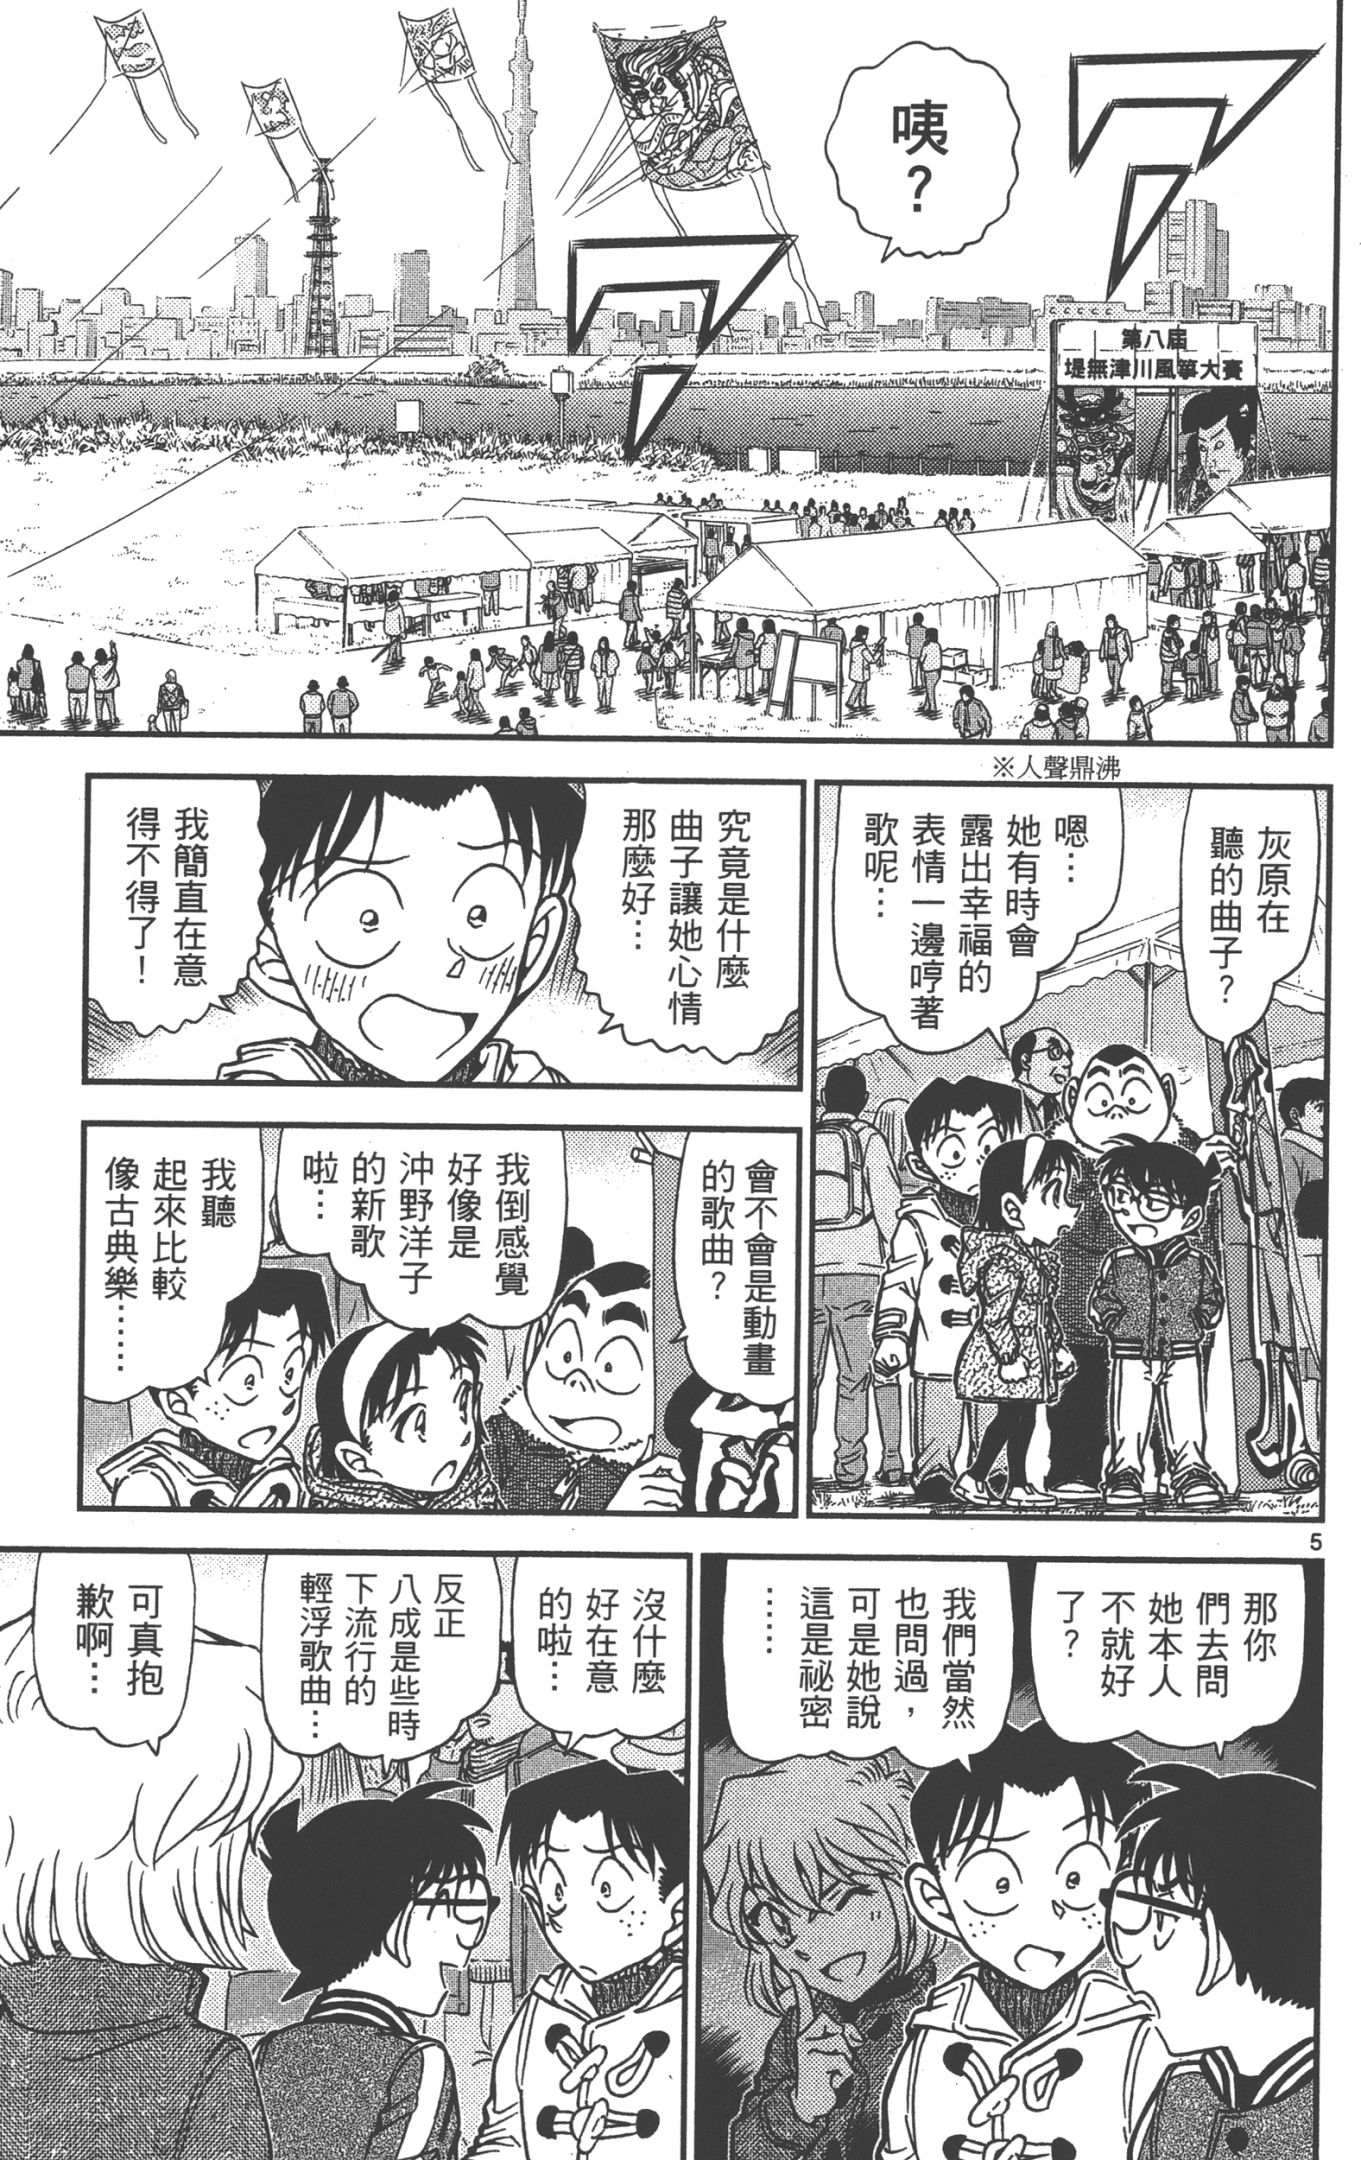 咦？
ワ
ワ
第八屆
堤無津川風箏大賽
※人聲鼎沸
灰原在
聽的曲子？
嗯…
她有時會
露出幸福的
表情一邊哼著
歌呢…
究竟是什麼
曲子讓她心情
那麼好…
我簡直在意
得不得了！
會不會是動畫
的歌曲？
我倒感覺
好像是
沖野洋子
的新歌
啦…
我聽
起來比較
像古典樂……
5
那你
們去問
她本人
不就好
了？
我們當然
也問過，
可是她說
這是祕密
……
沒什麼
好在意
的啦…
反正
八成是些時
下流行的
輕浮歌曲…
可真抱
歉啊…